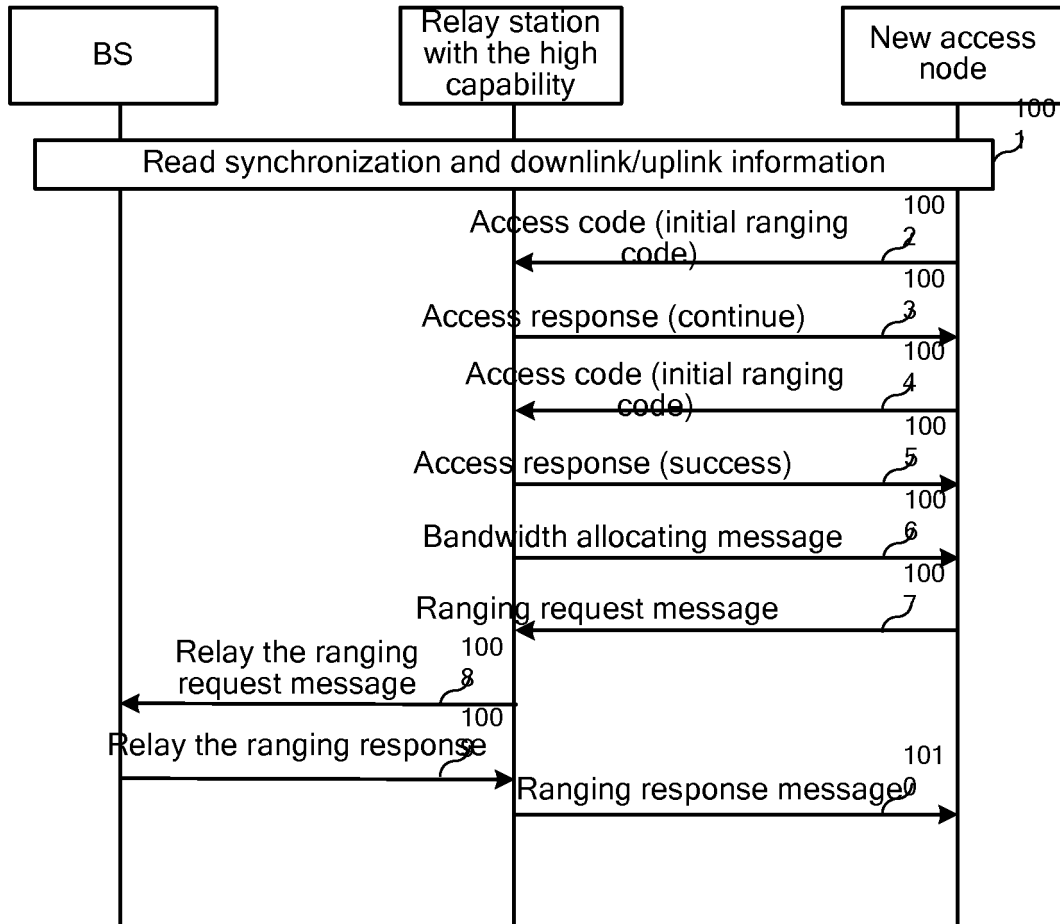 BS
Relay station
with the high
capability
New access
node
100
1
Read synchronization and downlink/uplink information
100
2
Access code (initial ranging
code)
100
3
Access response (continue)
100
4
Access code (initial ranging
code)
100
5
Access response (success)
100
6
Bandwidth allocating message
100
7
Ranging request message
100
8
Relay the ranging
request message
100
9
Relay the ranging response
101
0
Ranging response message